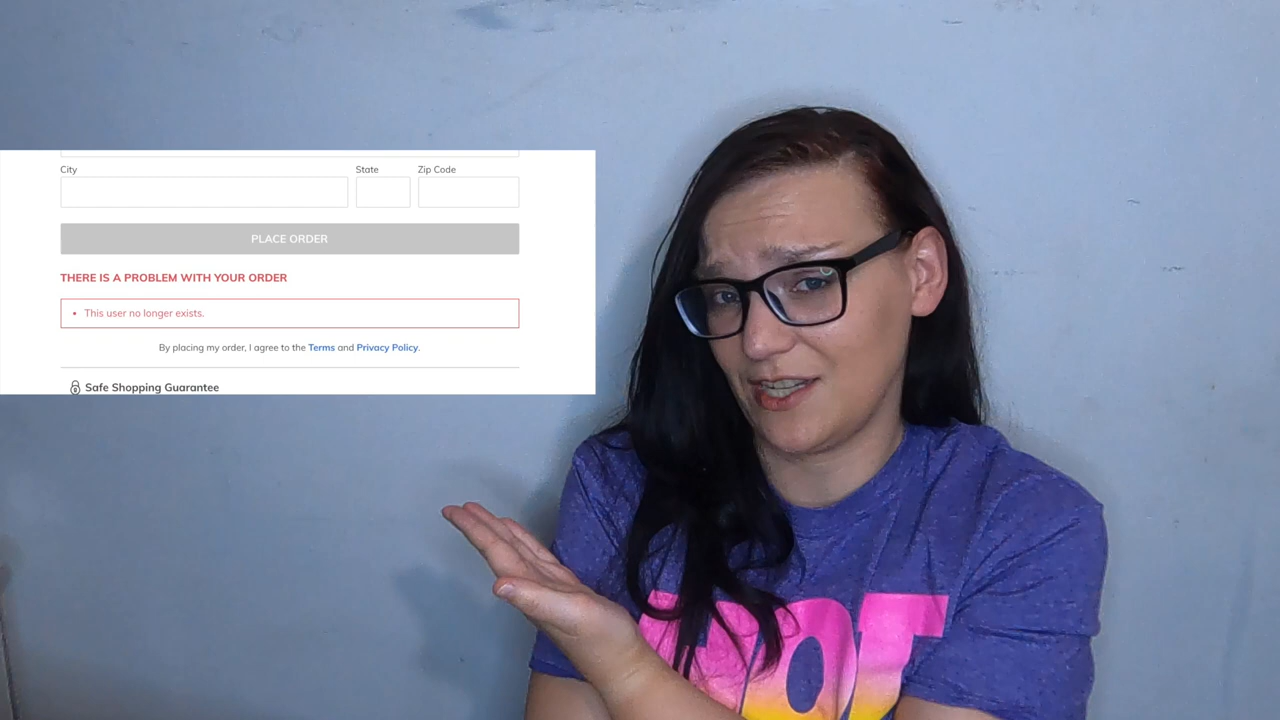 City State Zip Code
PLACE ORDER
THERE IS A PROBLEM WITH YOUR ORDER
This user no longer exists.
By placing my order, I agree to the Terms and Privacy Policy.
Safe Shopping Guarantee